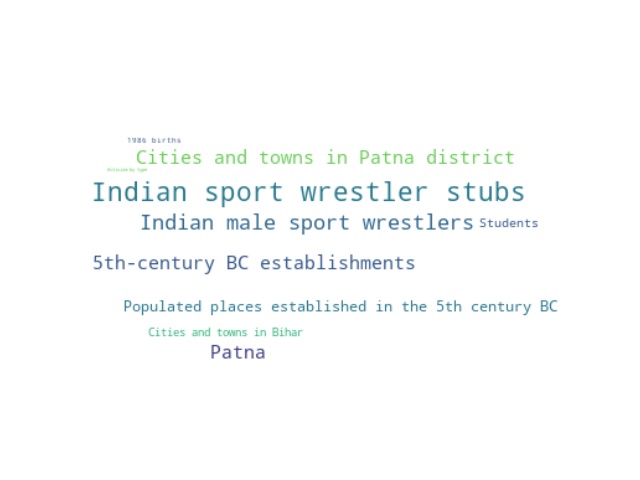 1986 births
Cities and towns in Patna district
Indian sport wrestler stubs
Indian male sport wrestlers Students
5th-century BC establishments
Populated places established in the 5th century BC
Cities and towns in Bihar
Patna